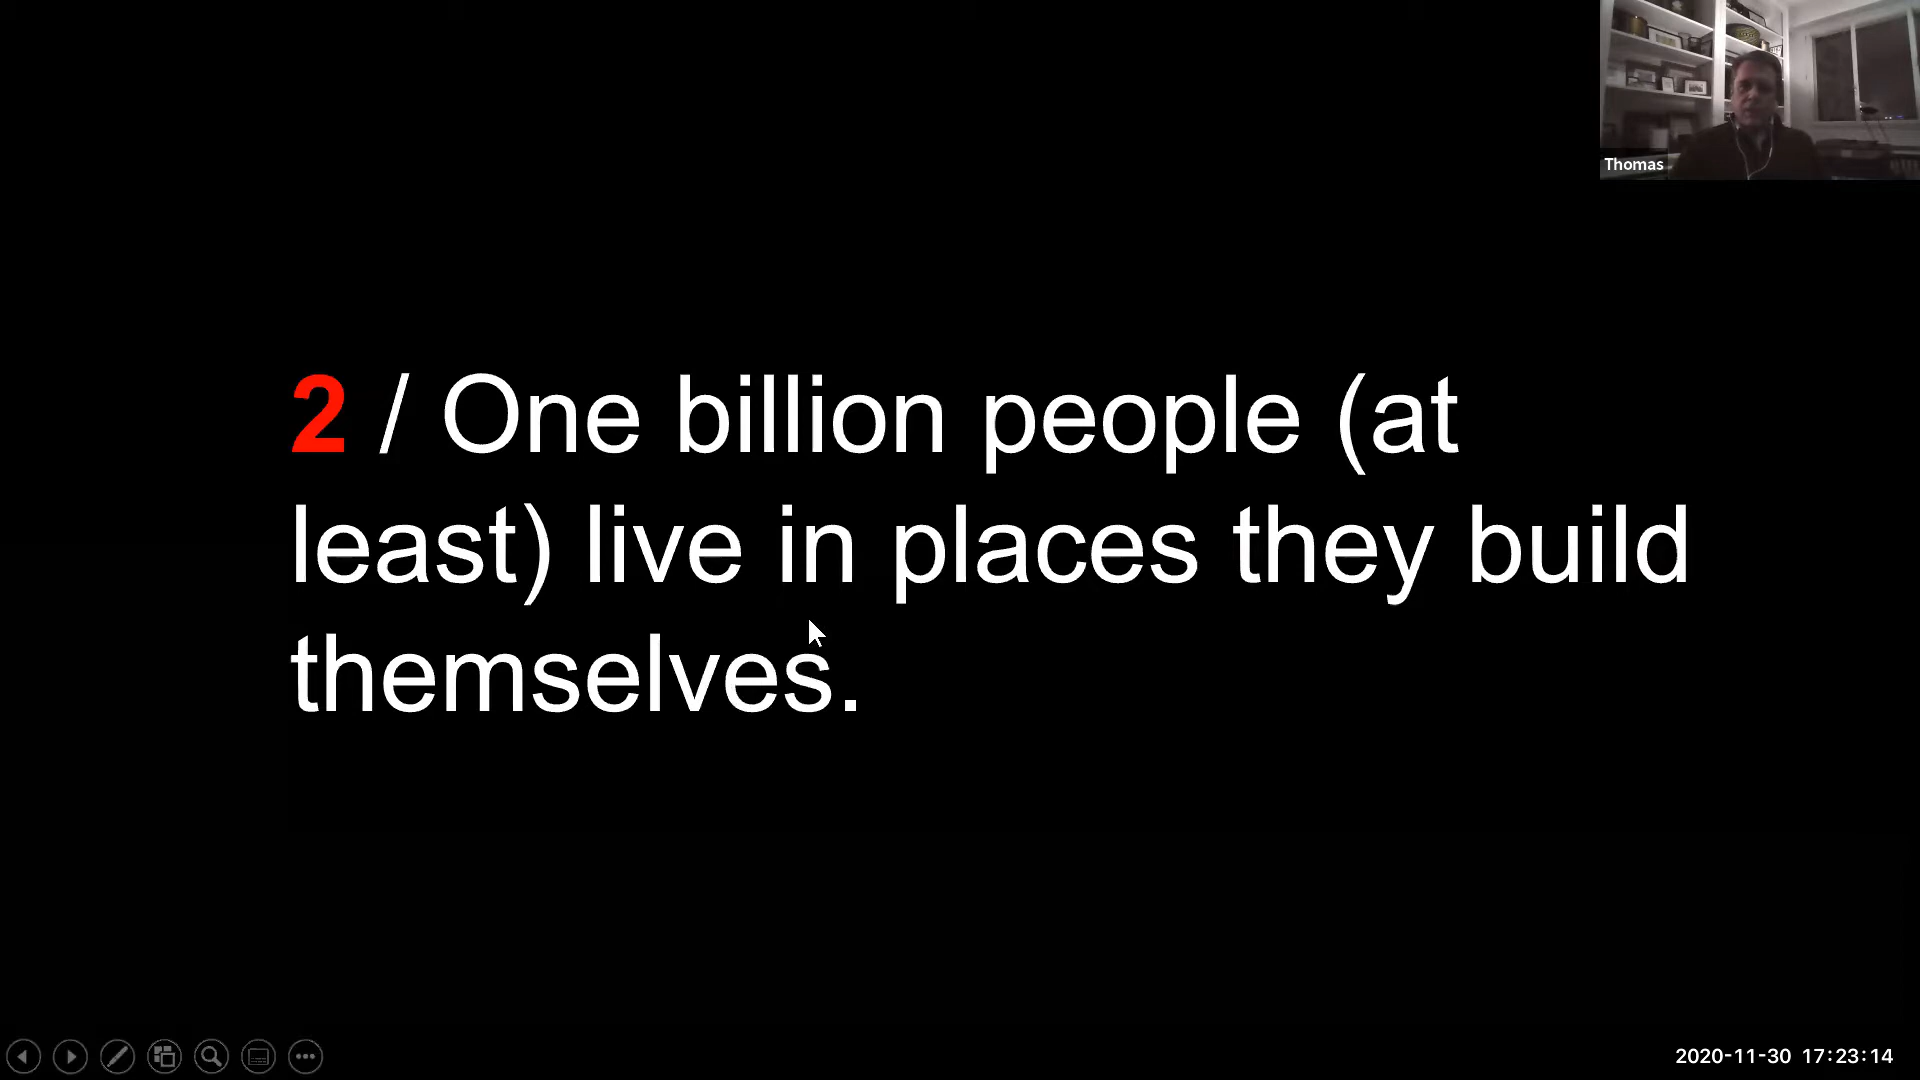 Thomas
2 / One billion people (at
least) live in places they build
themselves.
2020-11-30 17:23:14